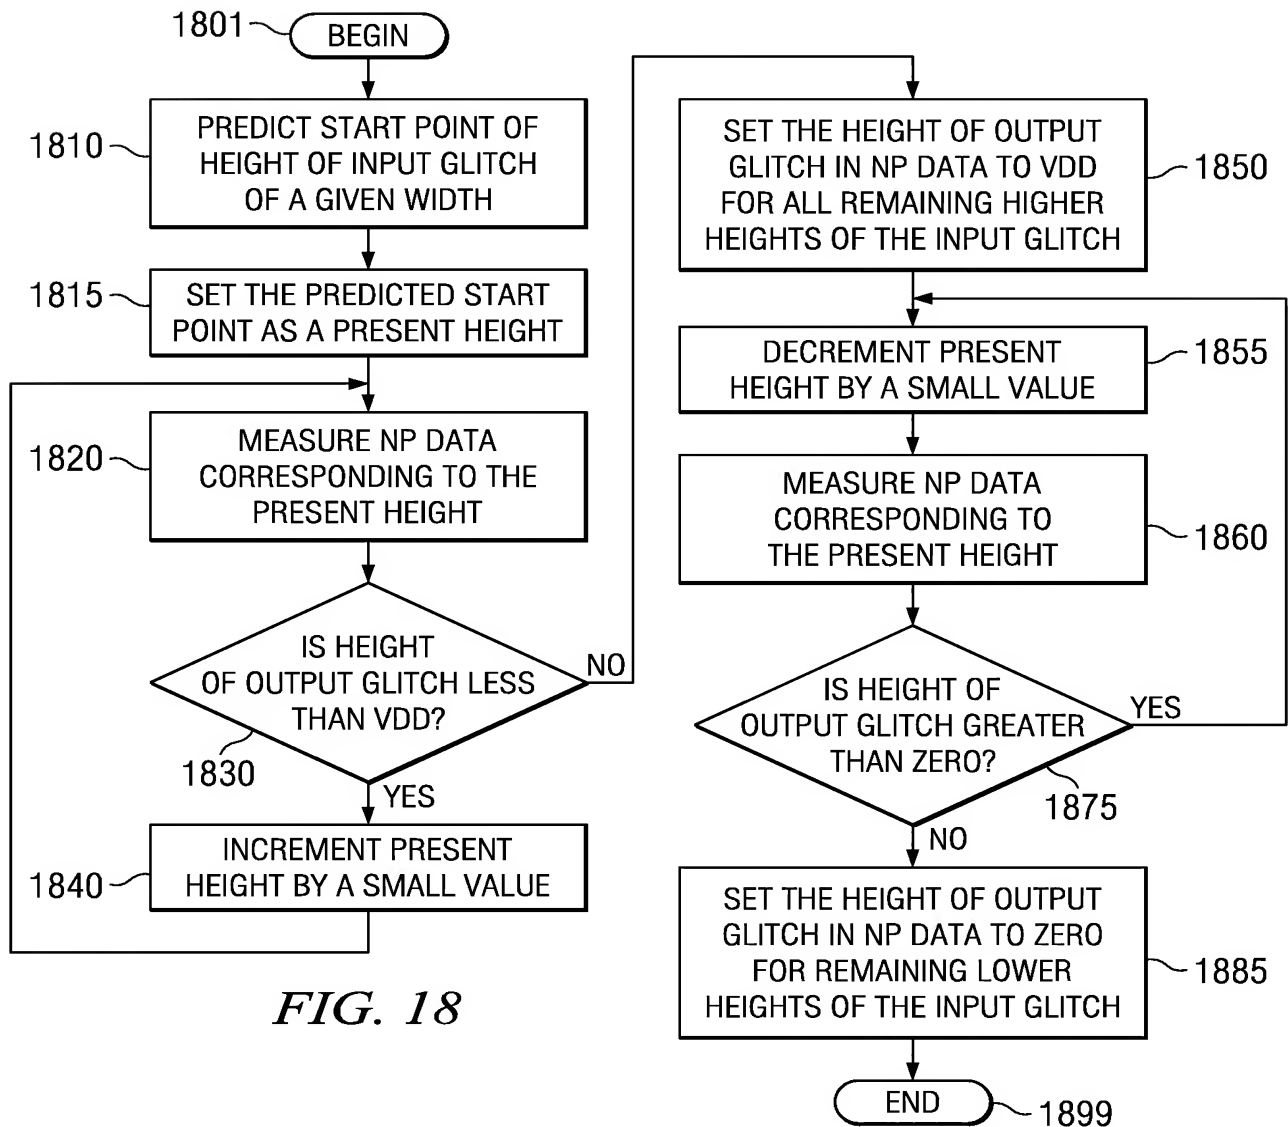 1801
BEGIN
1810
PREDICT START POINT OF
HEIGHT OF INPUT GLITCH
OF A GIVEN WIDTH
1815
SET THE PREDICTED START
POINT AS A PRESENT HEIGHT
1820
MEASURE NP DATA
CORRESPONDING TO THE
PRESENT HEIGHT
IS HEIGHT
OF OUTPUT GLITCH LESS
THAN VDD?
NO
1830
YES
1840
INCREMENT PRESENT
HEIGHT BY A SMALL VALUE
SET THE HEIGHT OF OUTPUT
GLITCH IN NP DATA TO VDD
FOR ALL REMAINING HIGHER
HEIGHTS OF THE INPUT GLITCH
1850
DECREMENT PRESENT
HEIGHT BY A SMALL VALUE
1855
MEASURE NP DATA
CORRESPONDING TO
THE PRESENT HEIGHT
1860
IS HEIGHT OF
OUTPUT GLITCH GREATER
THAN ZERO?
YES
1875
NO
SET THE HEIGHT OF OUTPUT
GLITCH IN NP DATA TO ZERO
FOR REMAINING LOWER
HEIGHTS OF THE INPUT GLITCH
1885
END
1899
FIG. 18